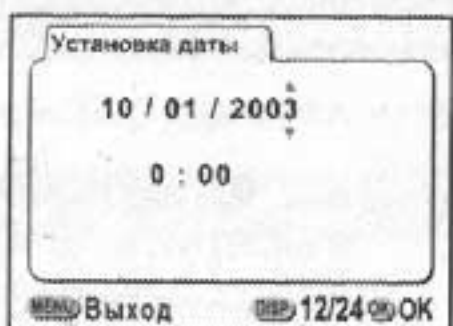 Установка даты
10 / 01 / 2003
0 : 00
MENU Выход DISP 12/24 OK OK